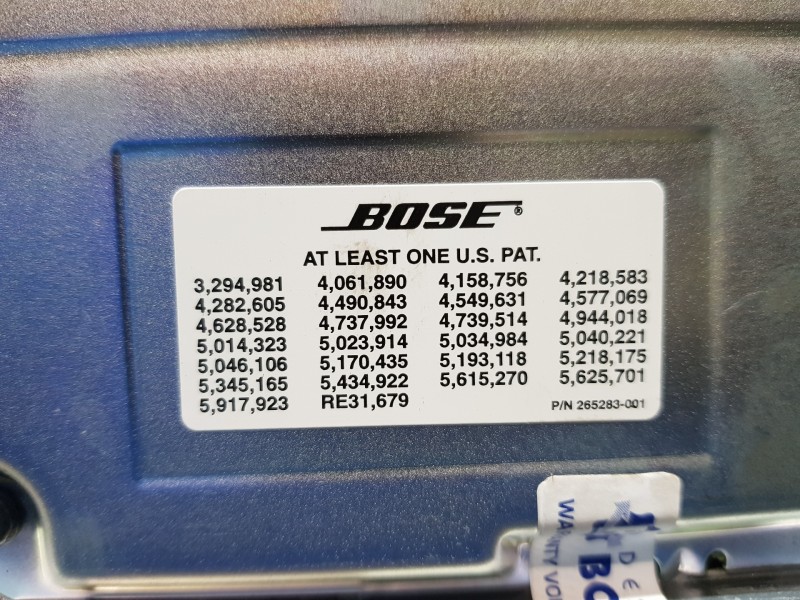 BOSE®
AT LEAST ONE U.S. PAT.
3,294,981 4,061,890 4,158,756 4,218,583
4,282,605 4,490,843 4,549,631 4,577,069
4,628,528 4,737,992 4,739,514 4,944,018
5,014,323 5,023,914 5,034,984 5,040,221
5,046,106 5,170,435 5,193,118 5,218,175
5,345,165 5,434,922 5,615,270 5,625,701
5,917,923 RE31,679 P/N 265283-001
DE
BO